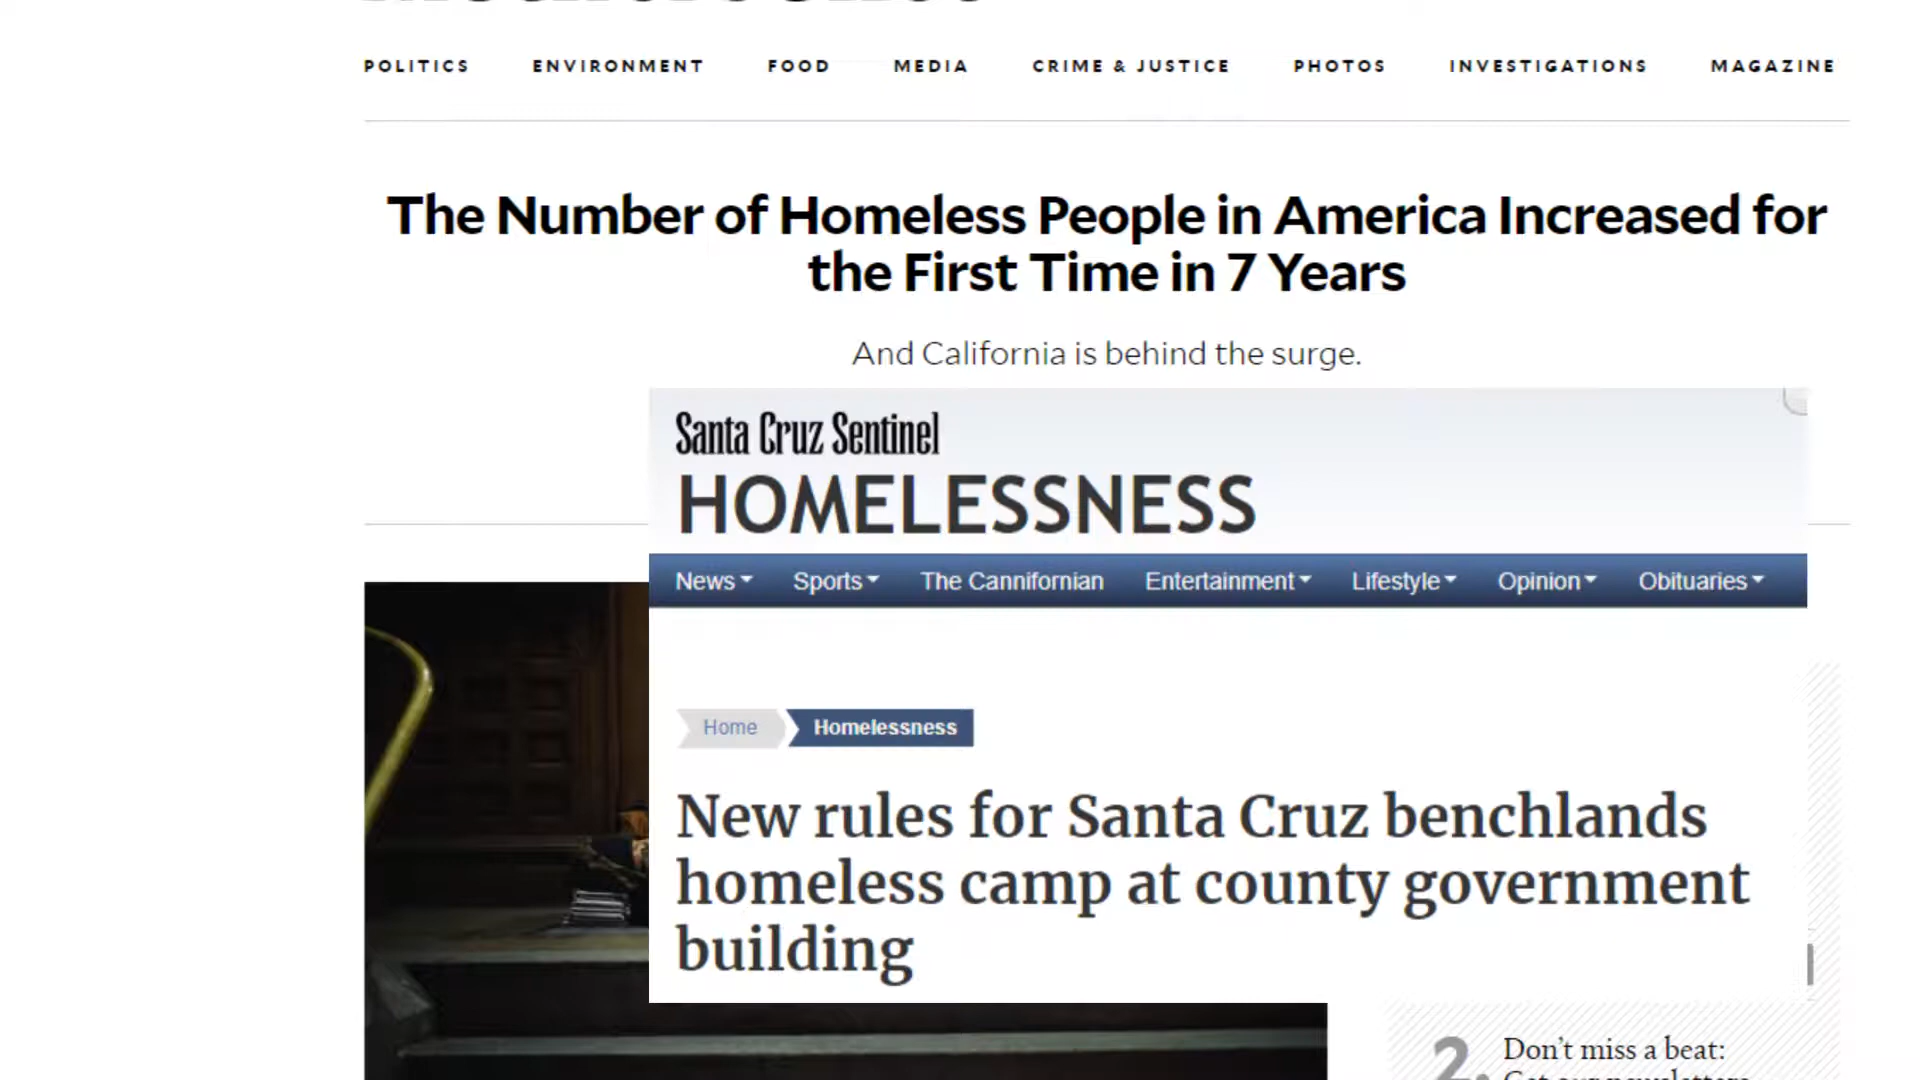 POLITICS ENVIRONMENT FOOD MEDIA CRIME & JUSTICE PHOTOS INVESTIGATIONS MAGAZINE
The Number of Homeless People in America Increased for
the First Time in 7 Years
And California is behind the surge.
Santa Cruz Sentinel
HOMELESSNESS
News Sports The Cannifornian Entertainment Lifestyle Opinion Obituaries
Home Homelessness
New rules for Santa Cruz benchlands
homeless camp at county government
building
2. Don't miss a beat: